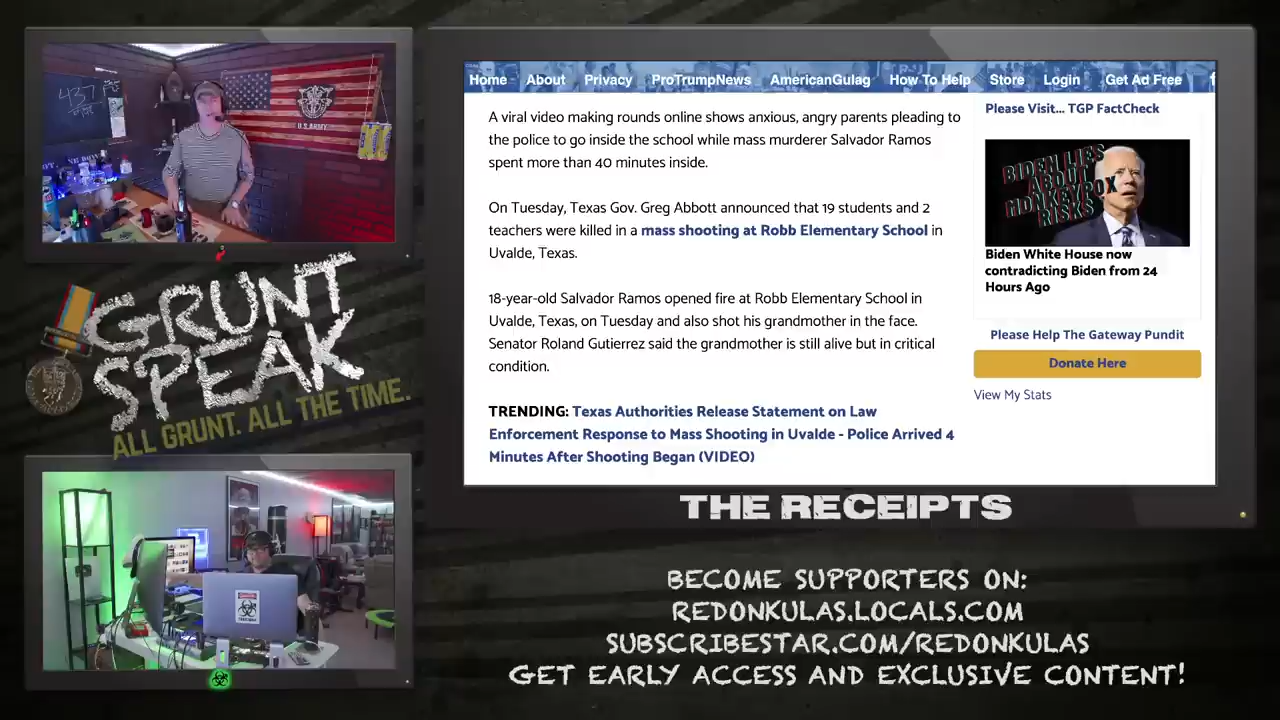 437
U.S. ARMY
GRUNT
SPEAK
ALL GRUNT. ALL THE TIME.
Home About Privacy ProTrumpNews AmericanGulag How To Help Store Login Get Ad Free
A viral video making rounds online shows anxious, angry parents pleading to
the police to go inside the school while mass murderer Salvador Ramos
spent more than 40 minutes inside.
On Tuesday, Texas Gov. Greg Abbott announced that 19 students and 2
teachers were killed in a mass shooting at Robb Elementary School in
Uvalde, Texas.
18-year-old Salvador Ramos opened fire at Robb Elementary School in
Uvalde, Texas, on Tuesday and also shot his grandmother in the face.
Senator Roland Gutierrez said the grandmother is still alive but in critical
condition.
TRENDING: Texas Authorities Release Statement on Law
Enforcement Response to Mass Shooting in Uvalde - Police Arrived 4
Minutes After Shooting Began (VIDEO)
Please Visit... TGP FactCheck
BIDEN LIES
ABOUT
MONKEYPOX
RISKS
Biden White House now
contradicting Biden from 24
Hours Ago
Please Help The Gateway Pundit
Donate Here
View My Stats
THE RECEIPTS
BECOME SUPPORTERS ON:
REDONKULAS.LOCALS.COM
SUBSCRIBESTAR.COM/REDONKULAS
GET EARLY ACCESS AND EXCLUSIVE CONTENT!